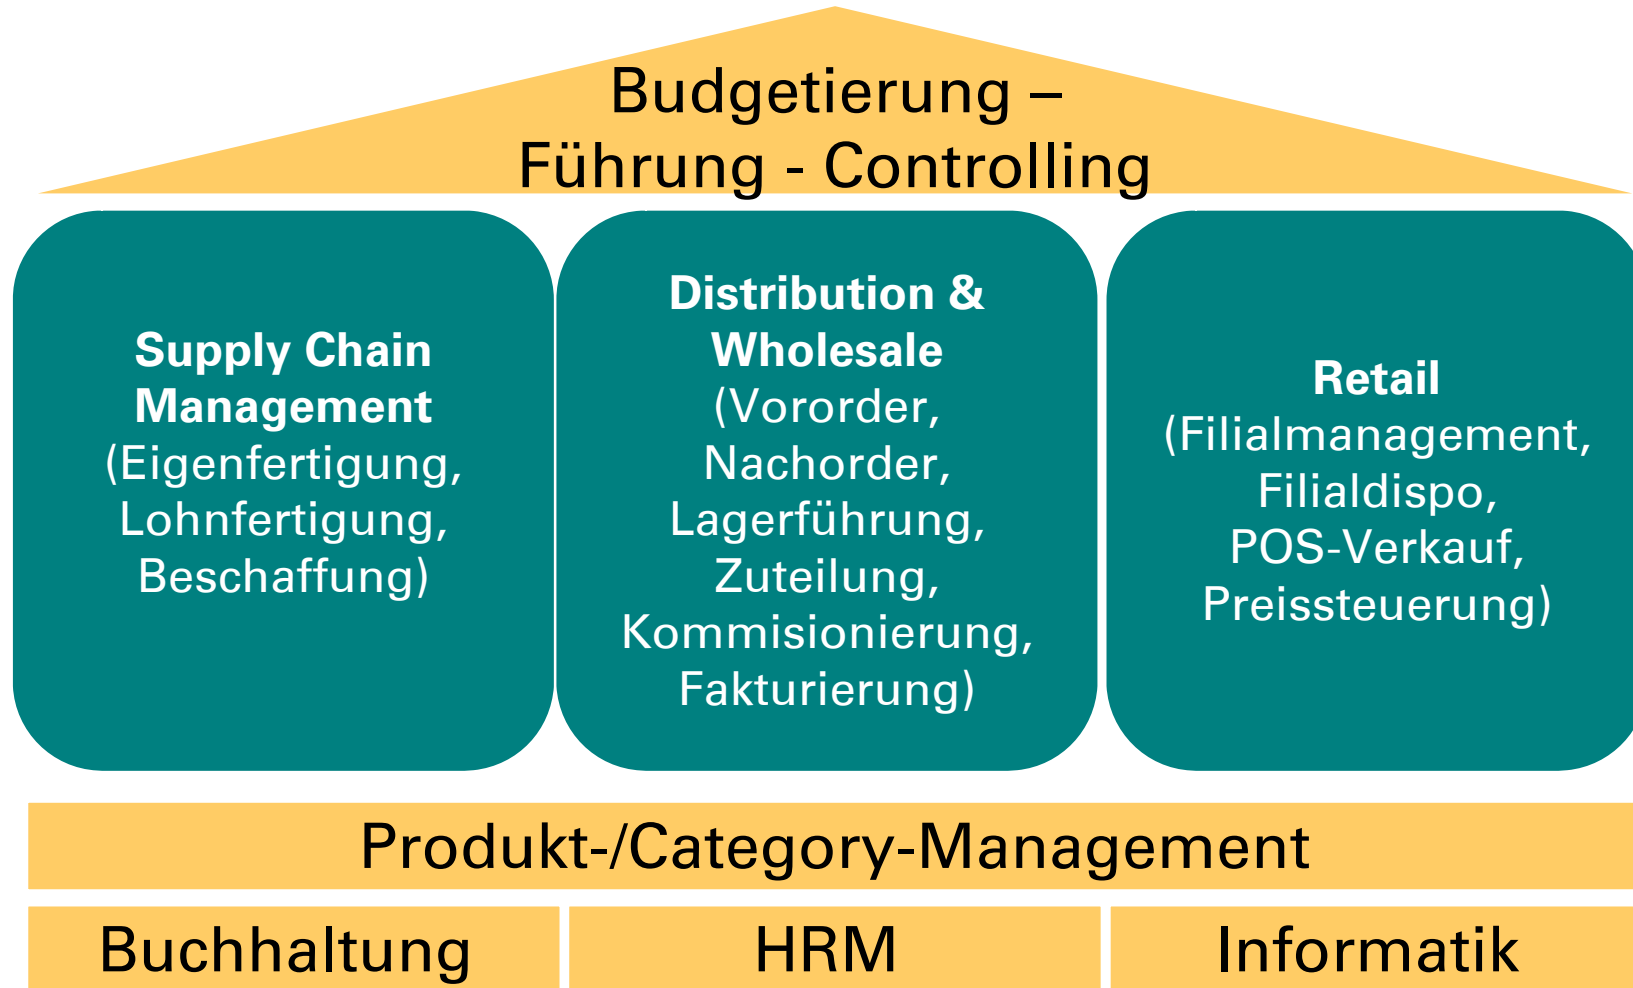 Budgetierung –
Führung - Controlling
Supply Chain
Management
(Eigenfertigung,
Lohnfertigung,
Beschaffung)
Distribution &
Wholesale
(Vororder,
Nachorder,
Lagerführung,
Zuteilung,
Kommisionierung,
Fakturierung)
Retail
(Filialmanagement,
Filialdispo,
POS-Verkauf,
Preissteuerung)
Produkt-/Category-Management
Buchhaltung
HRM
Informatik